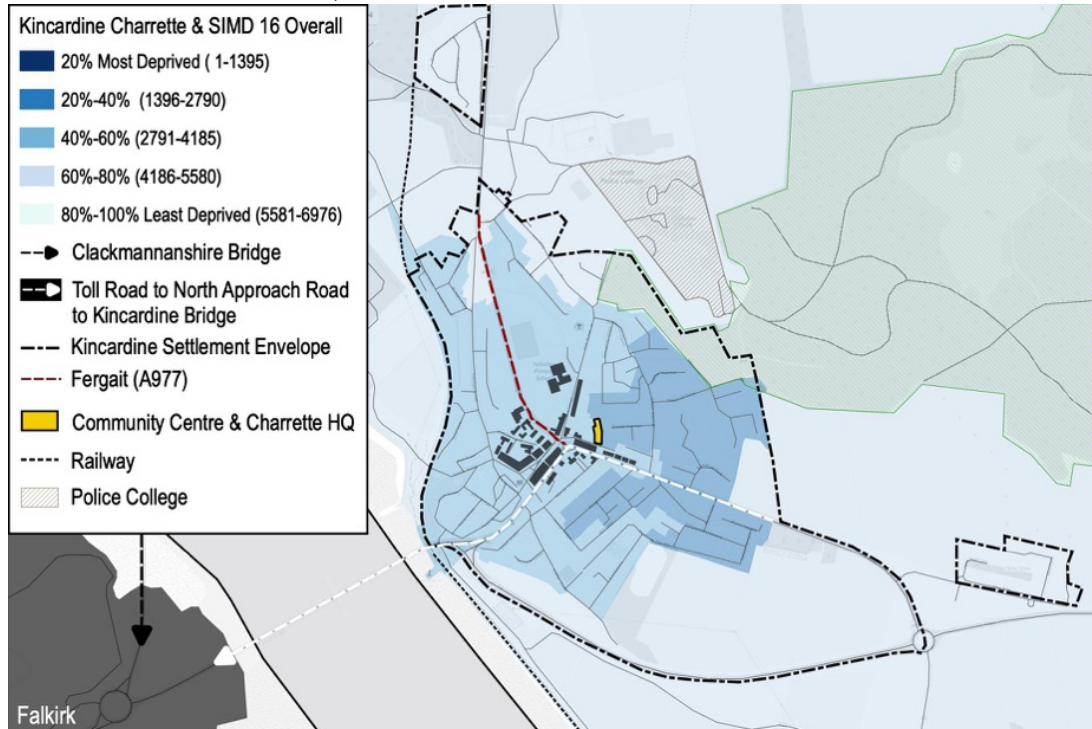 Kincardine Charrette & SIMD 16 Overall
20% Most Deprived ( 1-1395)
20%-40% (1396-2790)
40%-60% (2791-4185)
60%-80% (4186-5580)
80%-100% Least Deprived (5581-6976)
Clackmannanshire Bridge
Toll Road to North Approach Road
to Kincardine Bridge
Kincardine Settlement Envelope
Fergait (A977)
Community Centre & Charrette HQ
Railway
Police College
Police College
Falkirk